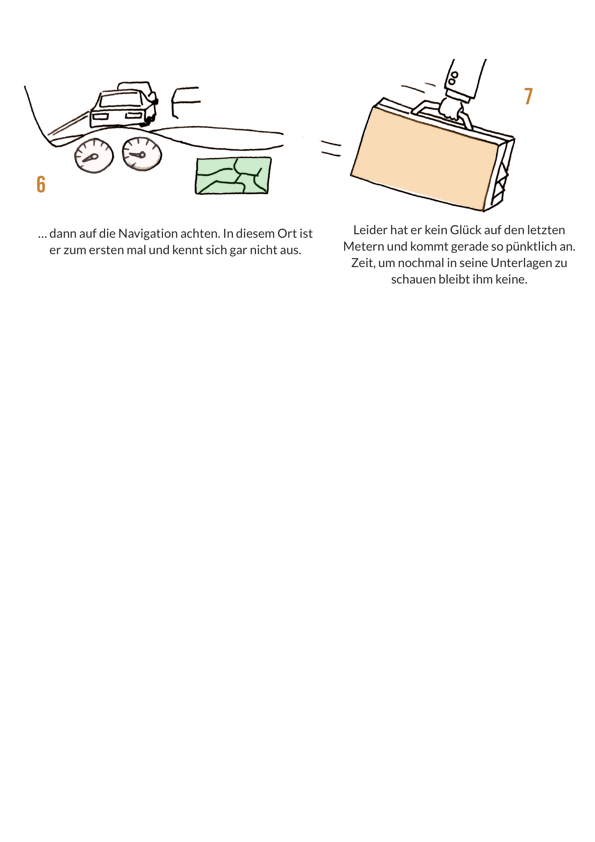 6
… dann auf die Navigation achten. In diesem Ort ist
er zum ersten mal und kennt sich gar nicht aus.
7
Leider hat er kein Glück auf den letzten
Metern und kommt gerade so pünktlich an.
Zeit, um nochmal in seine Unterlagen zu
schauen bleibt ihm keine.